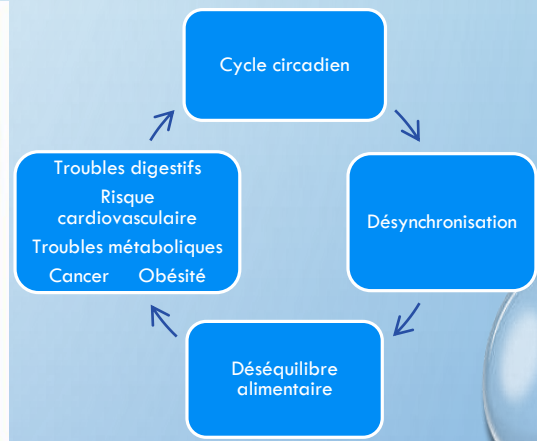 Cycle circadien
Désynchronisation
Déséquilibre
alimentaire
Troubles digestifs
Risque
cardiovasculaire
Troubles métaboliques
Cancer Obésité